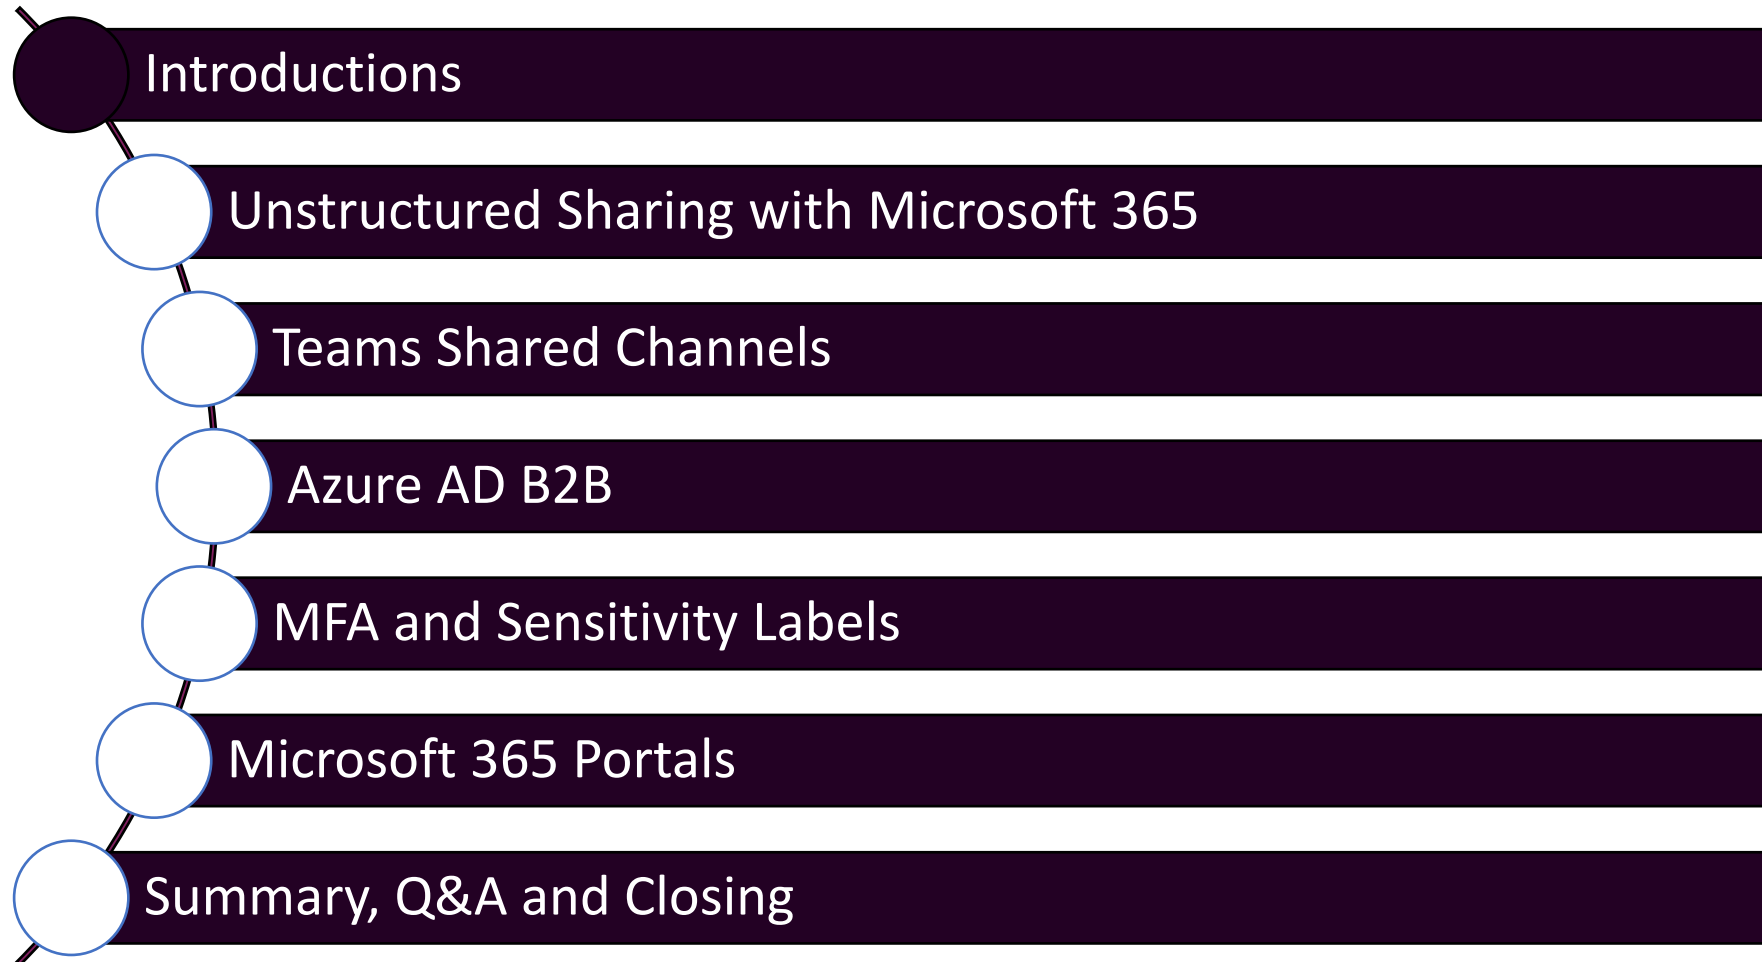 Introductions
Unstructured Sharing with Microsoft 365
Teams Shared Channels
Azure AD B2B
MFA and Sensitivity Labels
Microsoft 365 Portals
Summary, Q&A and Closing